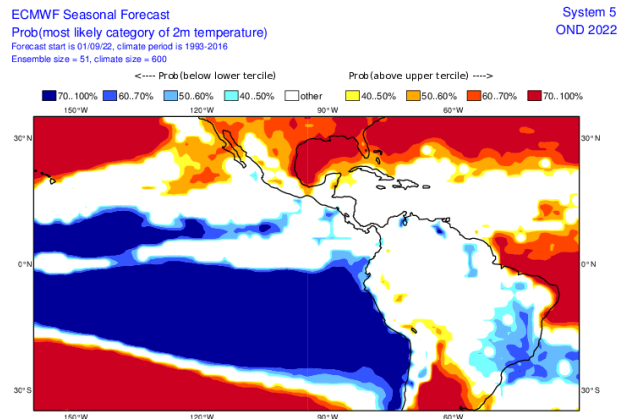 ECMWF Seasonal Forecast
System 5
Prob(most likely category of 2m temperature)
OND 2022
Forecast start is 01/09/22, climate period is 1993-2016
Ensemble size = 51, climate size = 600
<---- Prob(below lower tercile)
Prob(above upper tercile) ---->
70..100% 60..70% 50..60% 40..50% other 40..50% 50..60% 60..70% 70..100%
150°W 120°W 90°W 60°W
30°N 30°N
0°N 0°N
30°S 30°S
150°W 120°W 90°W 60°W